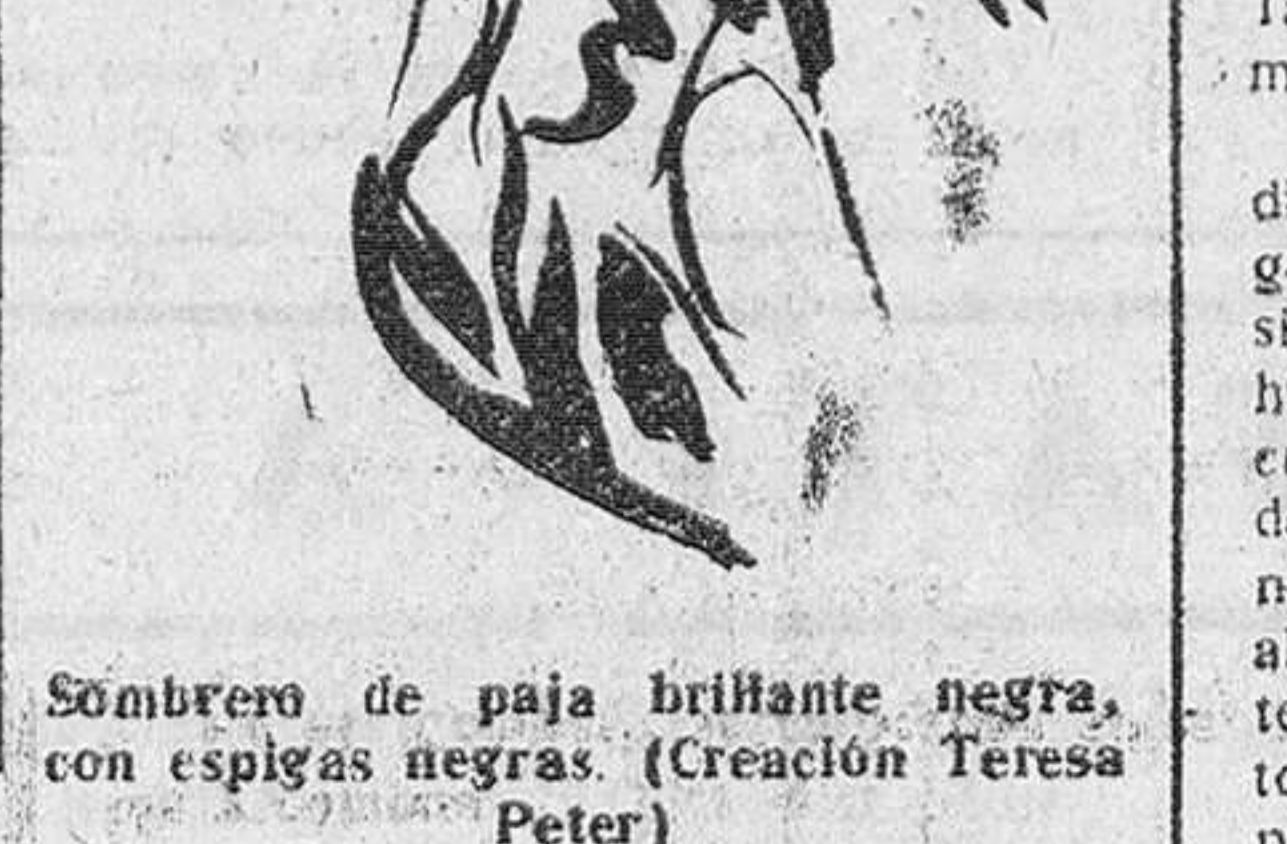 Sombrero de paja brillante negra,
con espigas negras. (Creación Teresa
Peter)